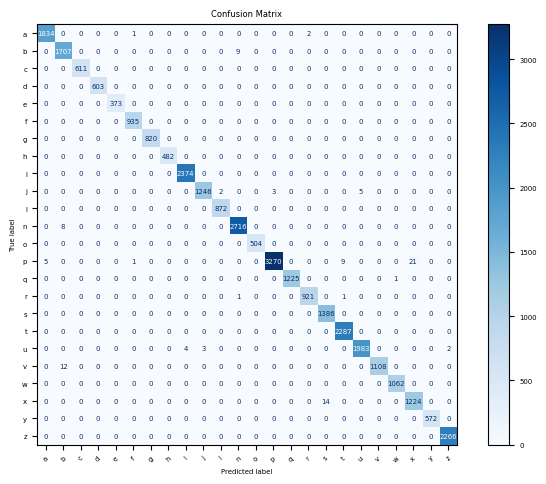 Confusion Matrix
a 1834 0 0 0 0 1 0 0 0 0 0 0 0 0 0 2 0 0 0 0 0 0 0 0
b 0 1707 0 0 0 0 0 0 0 0 0 9 0 0 0 0 0 0 0 0 0 0 0 0
c 0 0 611 0 0 0 0 0 0 0 0 0 0 0 0 0 0 0 0 0 0 0 0 0
d 0 0 0 603 0 0 0 0 0 0 0 0 0 0 0 0 0 0 0 0 0 0 0 0
e 0 0 0 0 373 0 0 0 0 0 0 0 0 0 0 0 0 0 0 0 0 0 0 0
f 0 0 0 0 0 935 0 0 0 0 0 0 0 0 0 0 0 0 0 0 0 0 0 0
g 0 0 0 0 0 0 820 0 0 0 0 0 0 0 0 0 0 0 0 0 0 0 0 0
h 0 0 0 0 0 0 0 482 0 0 0 0 0 0 0 0 0 0 0 0 0 0 0 0
i 0 0 0 0 0 0 0 0 2374 0 0 0 0 0 0 0 0 0 0 0 0 0 0 0
j 0 0 0 0 0 0 0 0 0 1246 2 0 0 3 0 0 0 0 5 0 0 0 0 0
l 0 0 0 0 0 0 0 0 0 0 872 0 0 0 0 0 0 0 0 0 0 0 0 0
n 0 8 0 0 0 0 0 0 0 0 0 2716 0 0 0 0 0 0 0 0 0 0 0 0
o 0 0 0 0 0 0 0 0 0 0 0 0 504 0 0 0 0 0 0 0 0 0 0 0
p 5 0 0 0 0 1 0 0 0 0 0 0 0 3270 0 0 0 9 0 0 0 21 0 0
q 0 0 0 0 0 0 0 0 0 0 0 0 0 0 1225 0 0 0 0 0 1 0 0 0
r 0 0 0 0 0 0 0 0 0 0 0 1 0 0 0 921 0 1 0 0 0 0 0 0
s 0 0 0 0 0 0 0 0 0 0 0 0 0 0 0 0 1386 0 0 0 0 0 0 0
t 0 0 0 0 0 0 0 0 0 0 0 0 0 0 0 0 0 2287 0 0 0 0 0 0
u 0 0 0 0 0 0 0 0 4 3 0 0 0 0 0 0 0 0 1983 0 0 0 0 2
v 0 12 0 0 0 0 0 0 0 0 0 0 0 0 0 0 0 0 0 1108 0 0 0 0
w 0 0 0 0 0 0 0 0 0 0 0 0 0 0 0 0 0 0 0 0 1062 0 0 0
x 0 0 0 0 0 0 0 0 0 0 0 0 0 0 0 0 14 0 0 0 0 1224 0 0
y 0 0 0 0 0 0 0 0 0 0 0 0 0 0 0 0 0 0 0 0 0 0 572 0
z 0 0 0 0 0 0 0 0 0 0 0 0 0 0 0 0 0 0 0 0 0 0 0 2266
a b c d e f g h i j l n o p q r s t u v w x y z
True label
Predicted label
3000
2500
2000
1500
1000
500
0